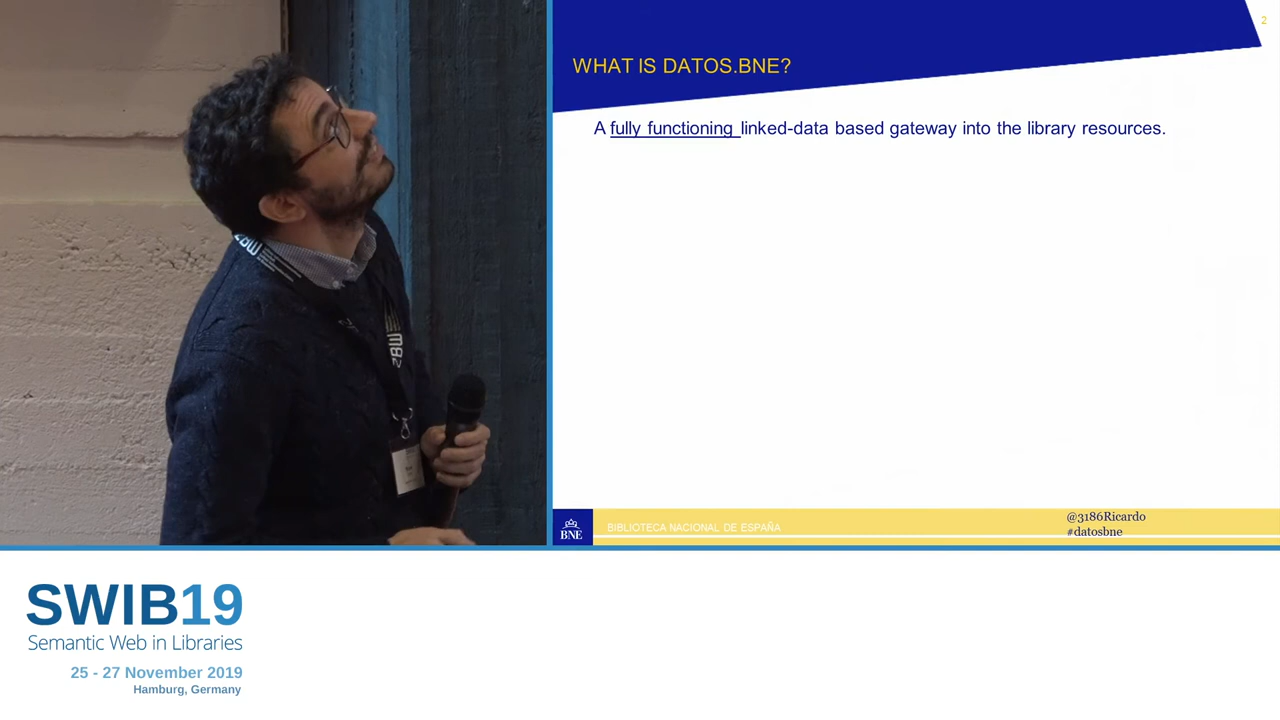 2
WHAT IS DATOS.BNE?
A fully functioning linked-data based gateway into the library resources.
BNE
BIBLIOTECA NACIONAL DE ESPAÑA
@3186Ricardo
#datosbne
SWIB19
Semantic Web in Libraries
25 - 27 November 2019
Hamburg, Germany